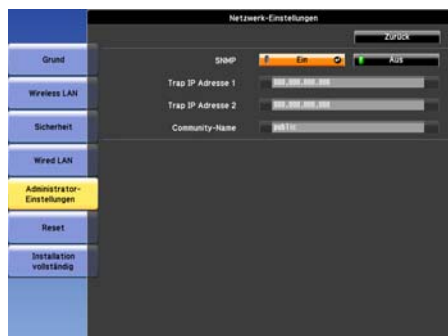 Netzwerk-Einstellungen
Zurück
Grund
Wireless LAN
Sicherheit
Wired LAN
Administrator-
Einstellungen
Reset
Installation
vollständig
SNMP
Ein
Aus
Trap IP Adresse 1
Trap IP Adresse 2
Community-Name
public